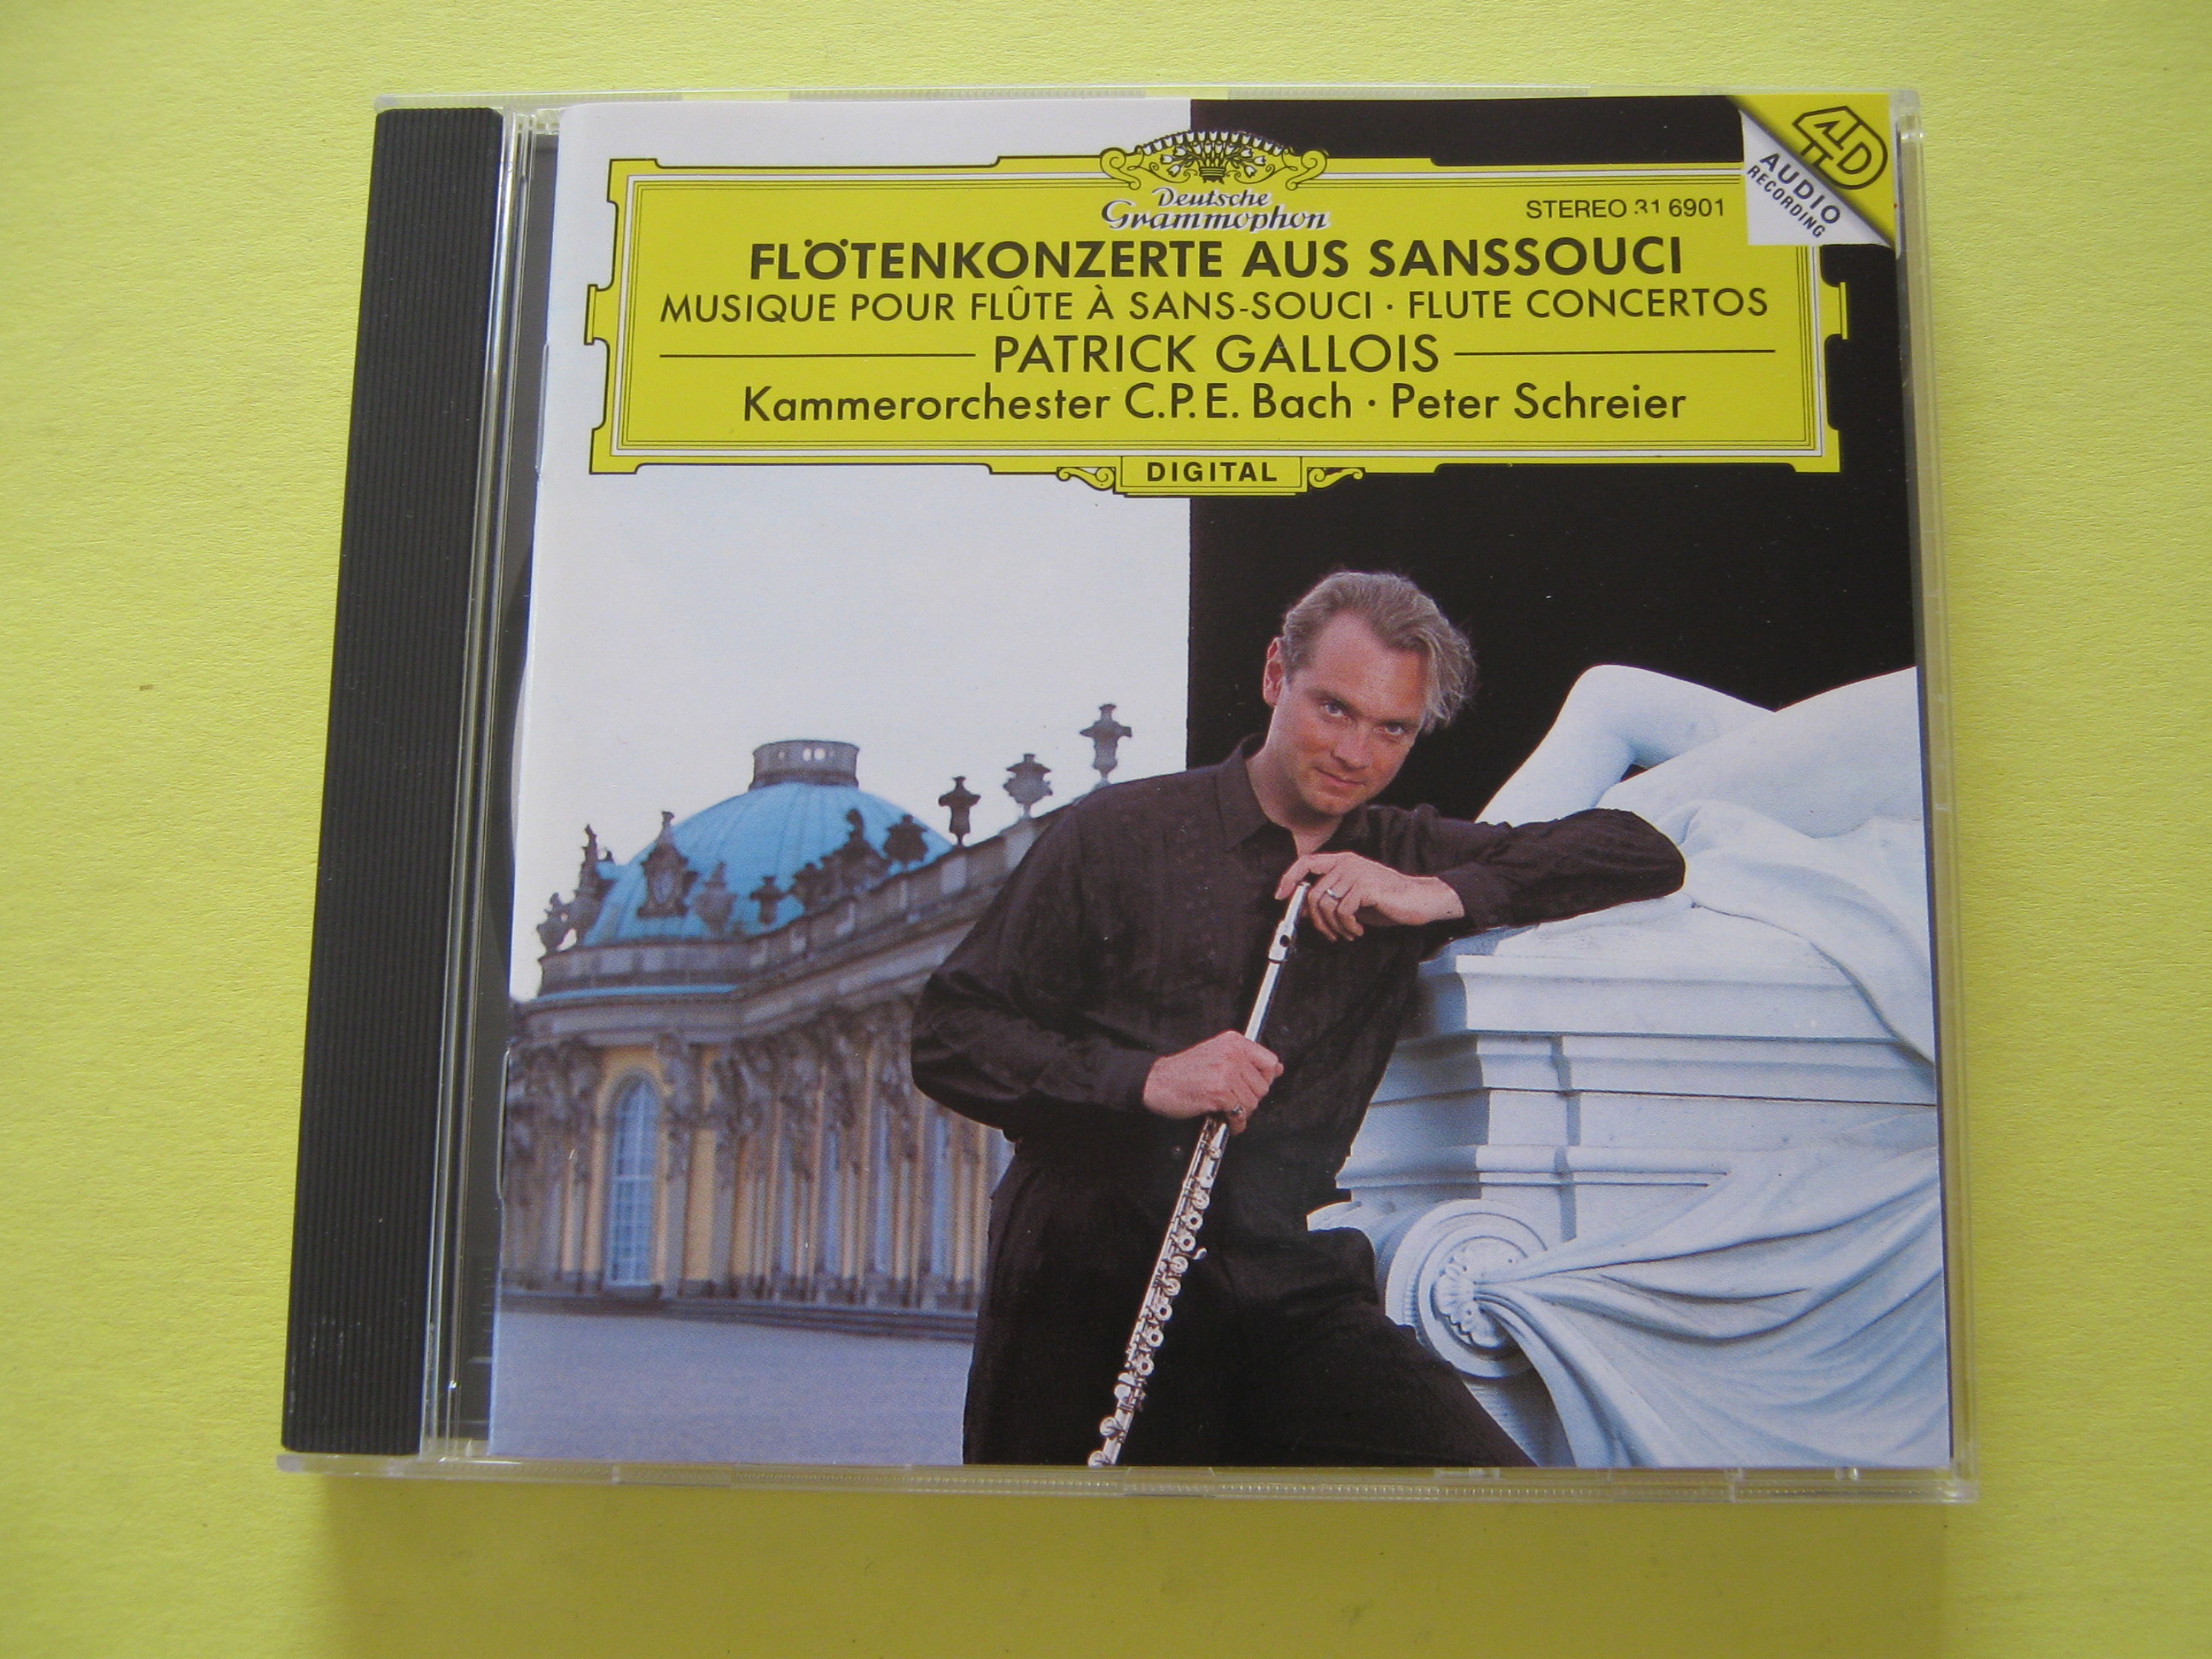 Deutsche
Grammophon
STEREO 31 6901
4D
AUDIO
RECORDING
FLÖTENKONZERTE AUS SANSSOUCI
MUSIQUE POUR FLÛTE À SANS-SOUCI · FLUTE CONCERTOS
PATRICK GALLOIS
Kammerorchester C.P.E. Bach · Peter Schreier
DIGITAL